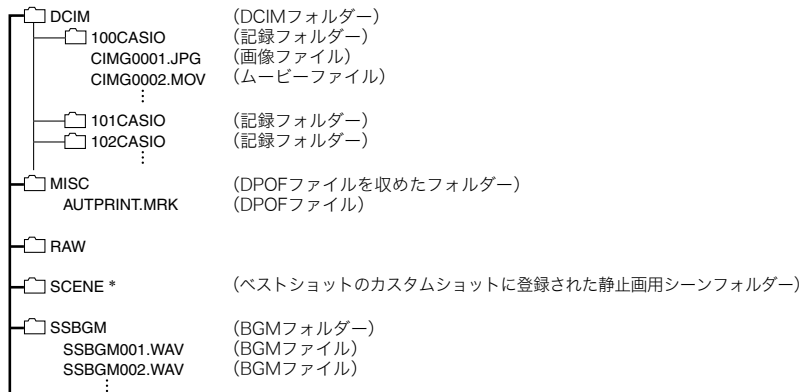 DCIM （DCIMフォルダー）
100CASIO （記録フォルダー）
CIMG0001.JPG （画像ファイル）
CIMG0002.MOV （ムービーファイル）
101CASIO （記録フォルダー）
102CASIO （記録フォルダー）
MISC （DPOFファイルを収めたフォルダー）
AUTPRINT.MRK （DPOFファイル）
RAW
SCENE * （ベストショットのカスタムショットに登録された静止画用シーンフォルダー）
SSBGM （BGMフォルダー）
SSBGM001.WAV （BGMファイル）
SSBGM002.WAV （BGMファイル）